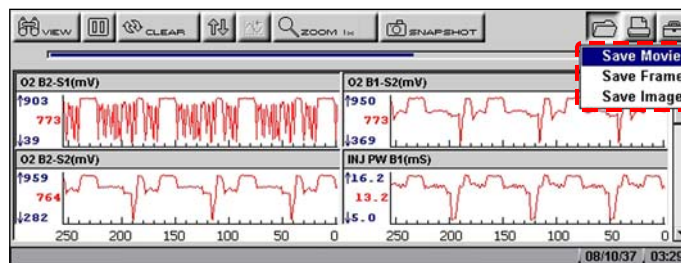 VIEW CLEAR ZOOM 1x SNAPSHOT
Save Movie
Save Frame
Save Image
O2 B2-S1(mV) O2 B1-S2(mV)
903 950
773 773
39 369
O2 B2-S2(mV) INJ PW B1(mS)
959 16.2
764 13.2
282 5.0
250 200 150 100 50 0 250 200 150 100 50 0
08/10/37 03:29